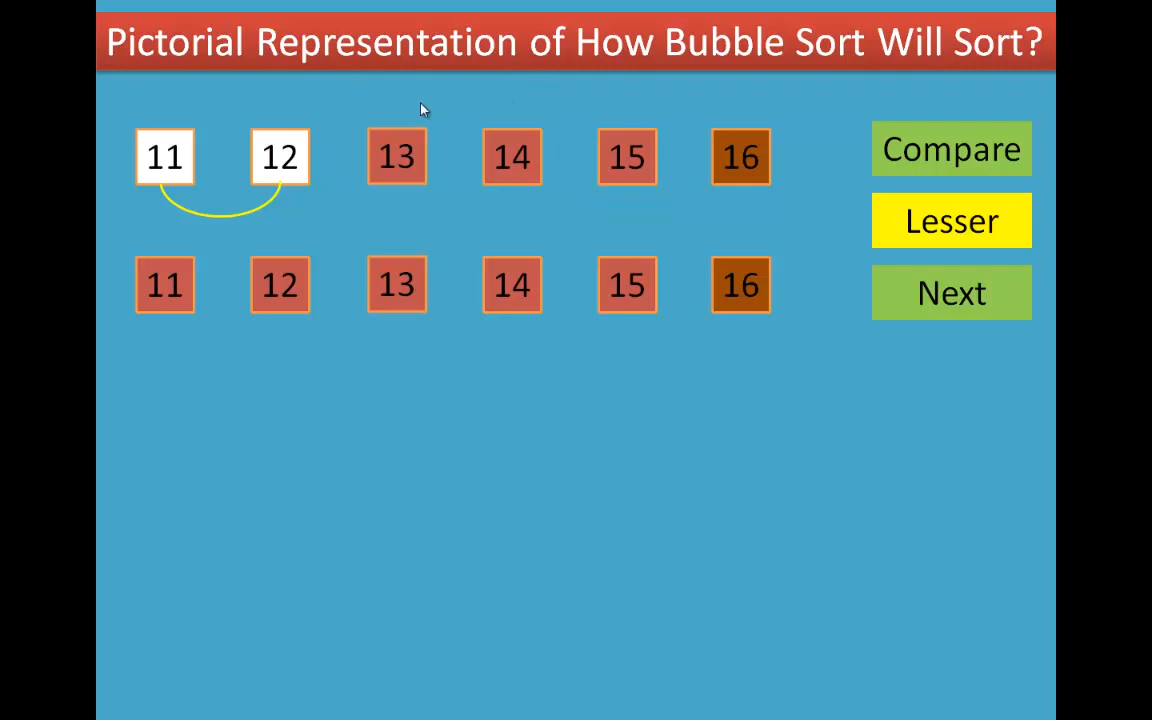 Pictorial Representation of How Bubble Sort Will Sort?
11 12 13 14 15 16
Compare
Lesser
11 12 13 14 15 16
Next